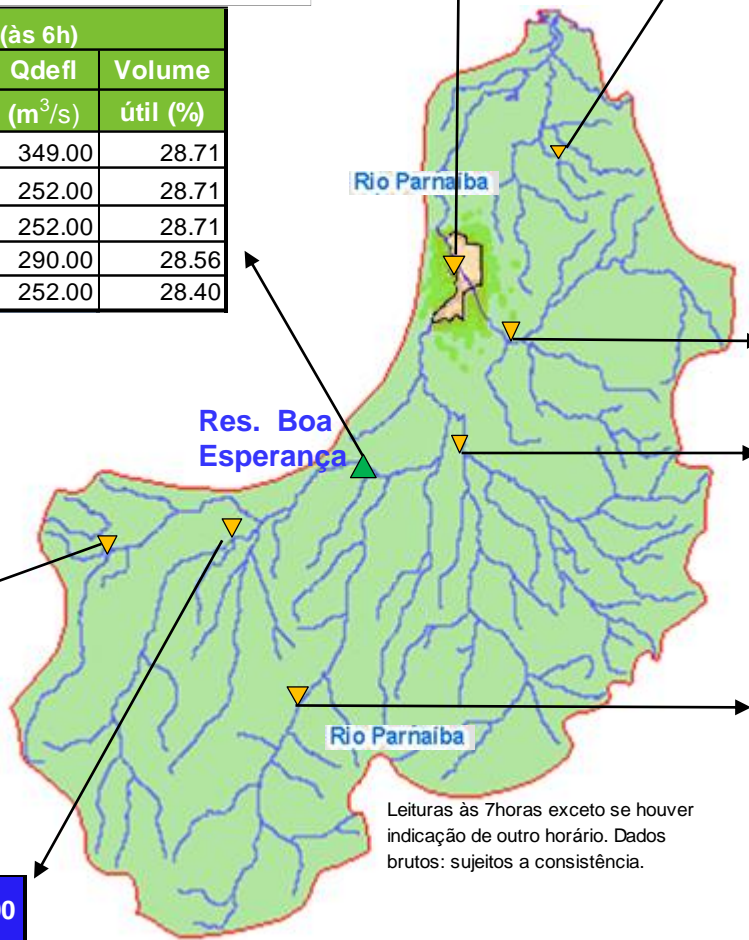 (às 6h)
Qdefl Volume
(m³/s) útil (%)
349.00 28.71
252.00 28.71
252.00 28.71
290.00 28.56
252.00 28.40
Rio Parnaíba
Res. Boa
Esperança
Rio Parnaíba
Leituras às 7horas exceto se houver
indicação de outro horário. Dados
brutos: sujeitos a consistência.